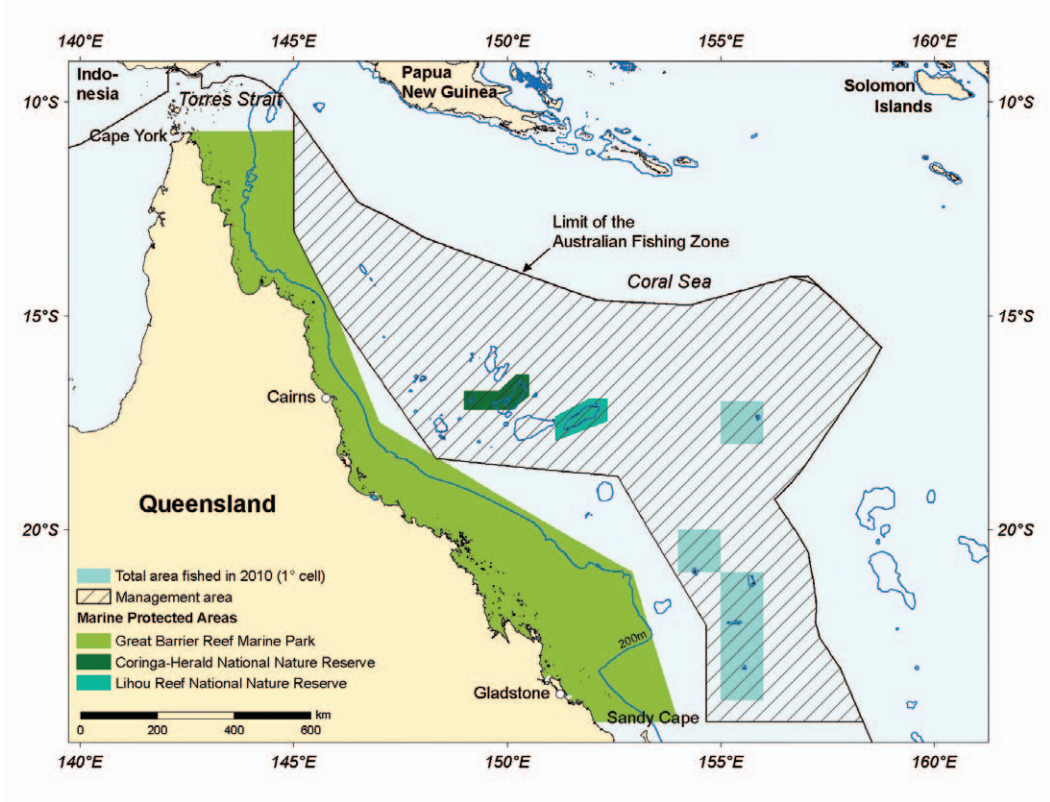 140°E 145°E 150°E 155°E 160°E
Indo-
nesia
Papua
New Guinea
Solomon
Islands
10°S
10°S
Torres Strait
Cape York
Limit of the
Australian Fishing Zone
Coral Sea
15°S
15°S
Cairns
Queensland
20°S
20°S
Total area fished in 2010 (1° cell)
Management area
Marine Protected Areas
Great Barrier Reef Marine Park
Coringa-Herald National Nature Reserve
Lihou Reef National Nature Reserve
km
0 200 400 600
200m
Gladstone
Sandy Cape
140°E 145°E 150°E 155°E 160°E